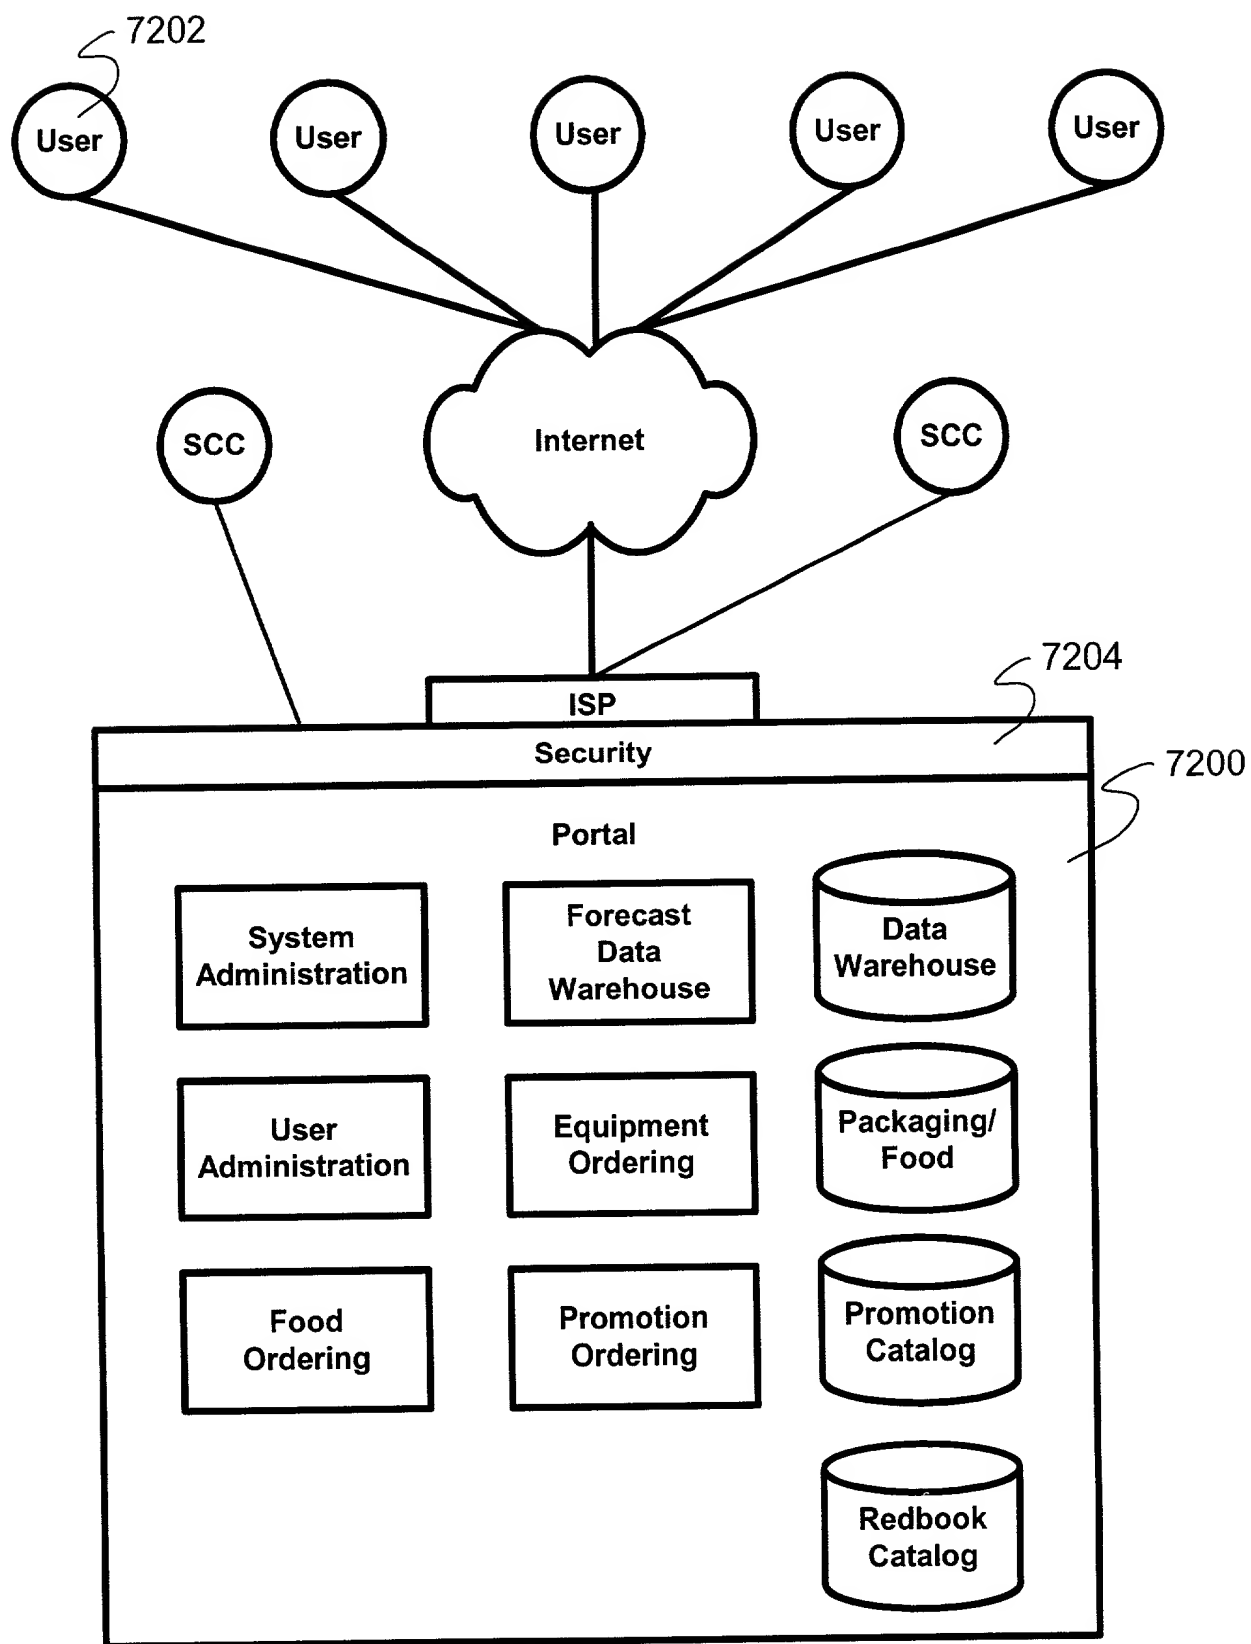 7202
User
User
User
User
User
SCC
Internet
SCC
7204
ISP
Security
7200
Portal
System
Administration
Forecast
Data
Warehouse
Data
Warehouse
User
Administration
Equipment
Ordering
Packaging/
Food
Food
Ordering
Promotion
Ordering
Promotion
Catalog
Redbook
Catalog